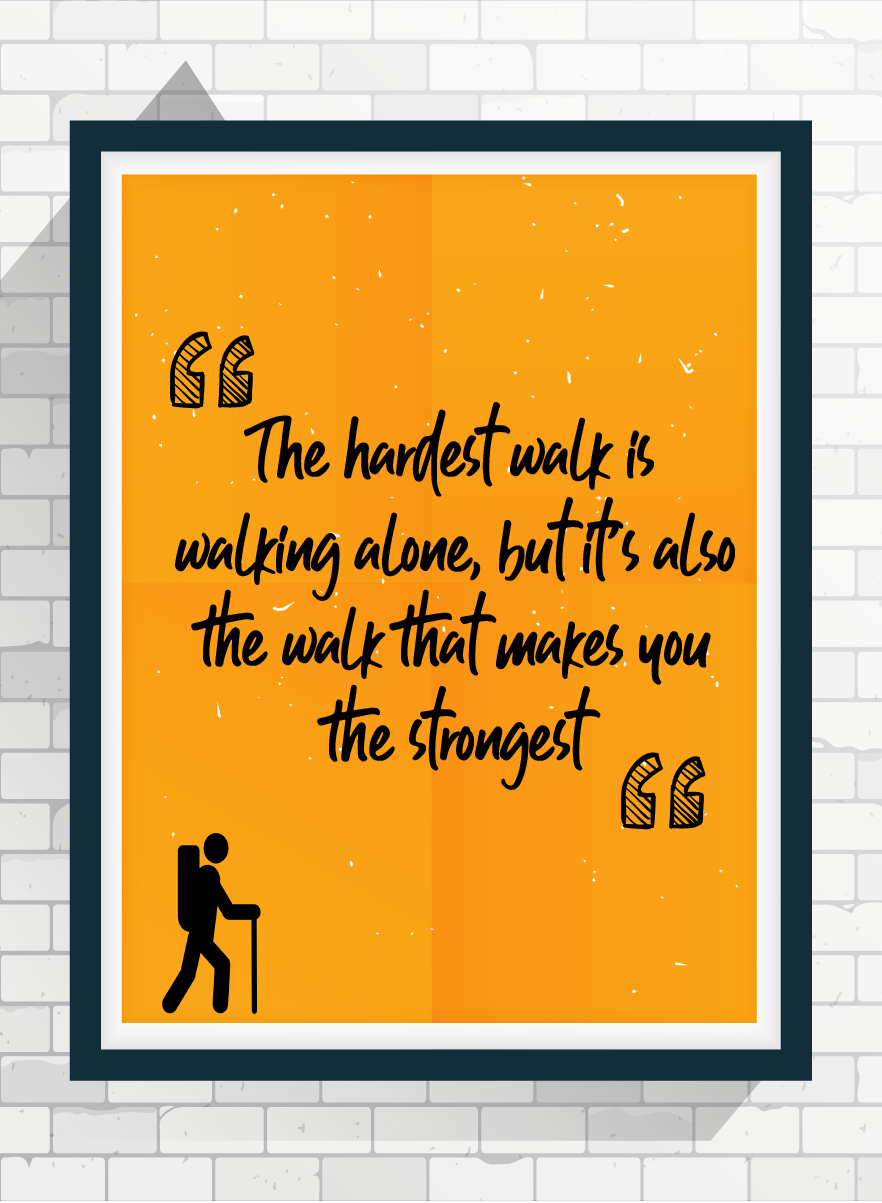 “
The hardest walk is
walking alone, but it's also
the walk that makes you
the strongest
“